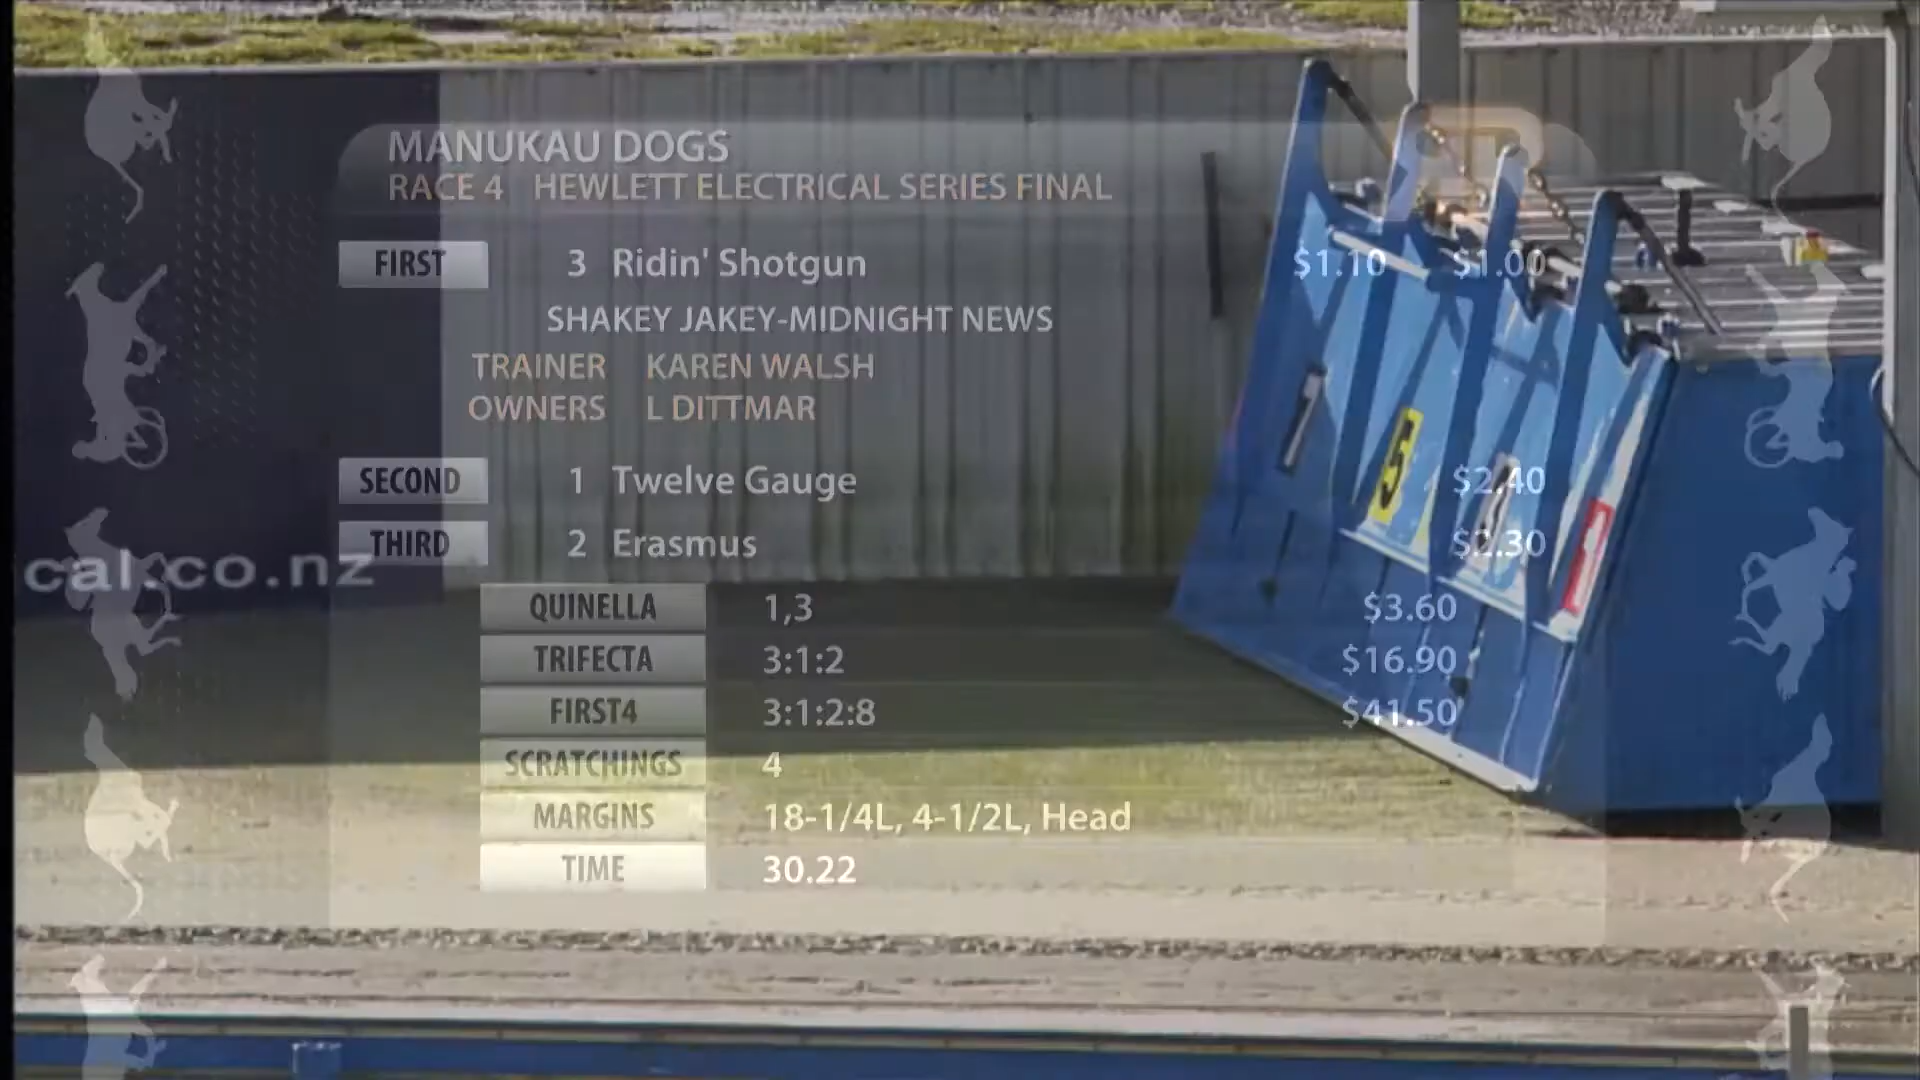 MANUKAU DOGS
RACE 4 HEWLETT ELECTRICAL SERIES FINAL
FIRST 3 Ridin' Shotgun $1.10 $1.00
SHAKEY JAKEY-MIDNIGHT NEWS
TRAINER KAREN WALSH
OWNERS L DITTMAR
SECOND 1 Twelve Gauge $2.40
THIRD 2 Erasmus $2.30
cal.co.nz
QUINELLA 1,3 $3.60
TRIFECTA 3:1:2 $16.90
FIRST4 3:1:2:8 $41.50
SCRATCHINGS 4
MARGINS 18-1/4L, 4-1/2L, Head
TIME 30.22
7
5
1